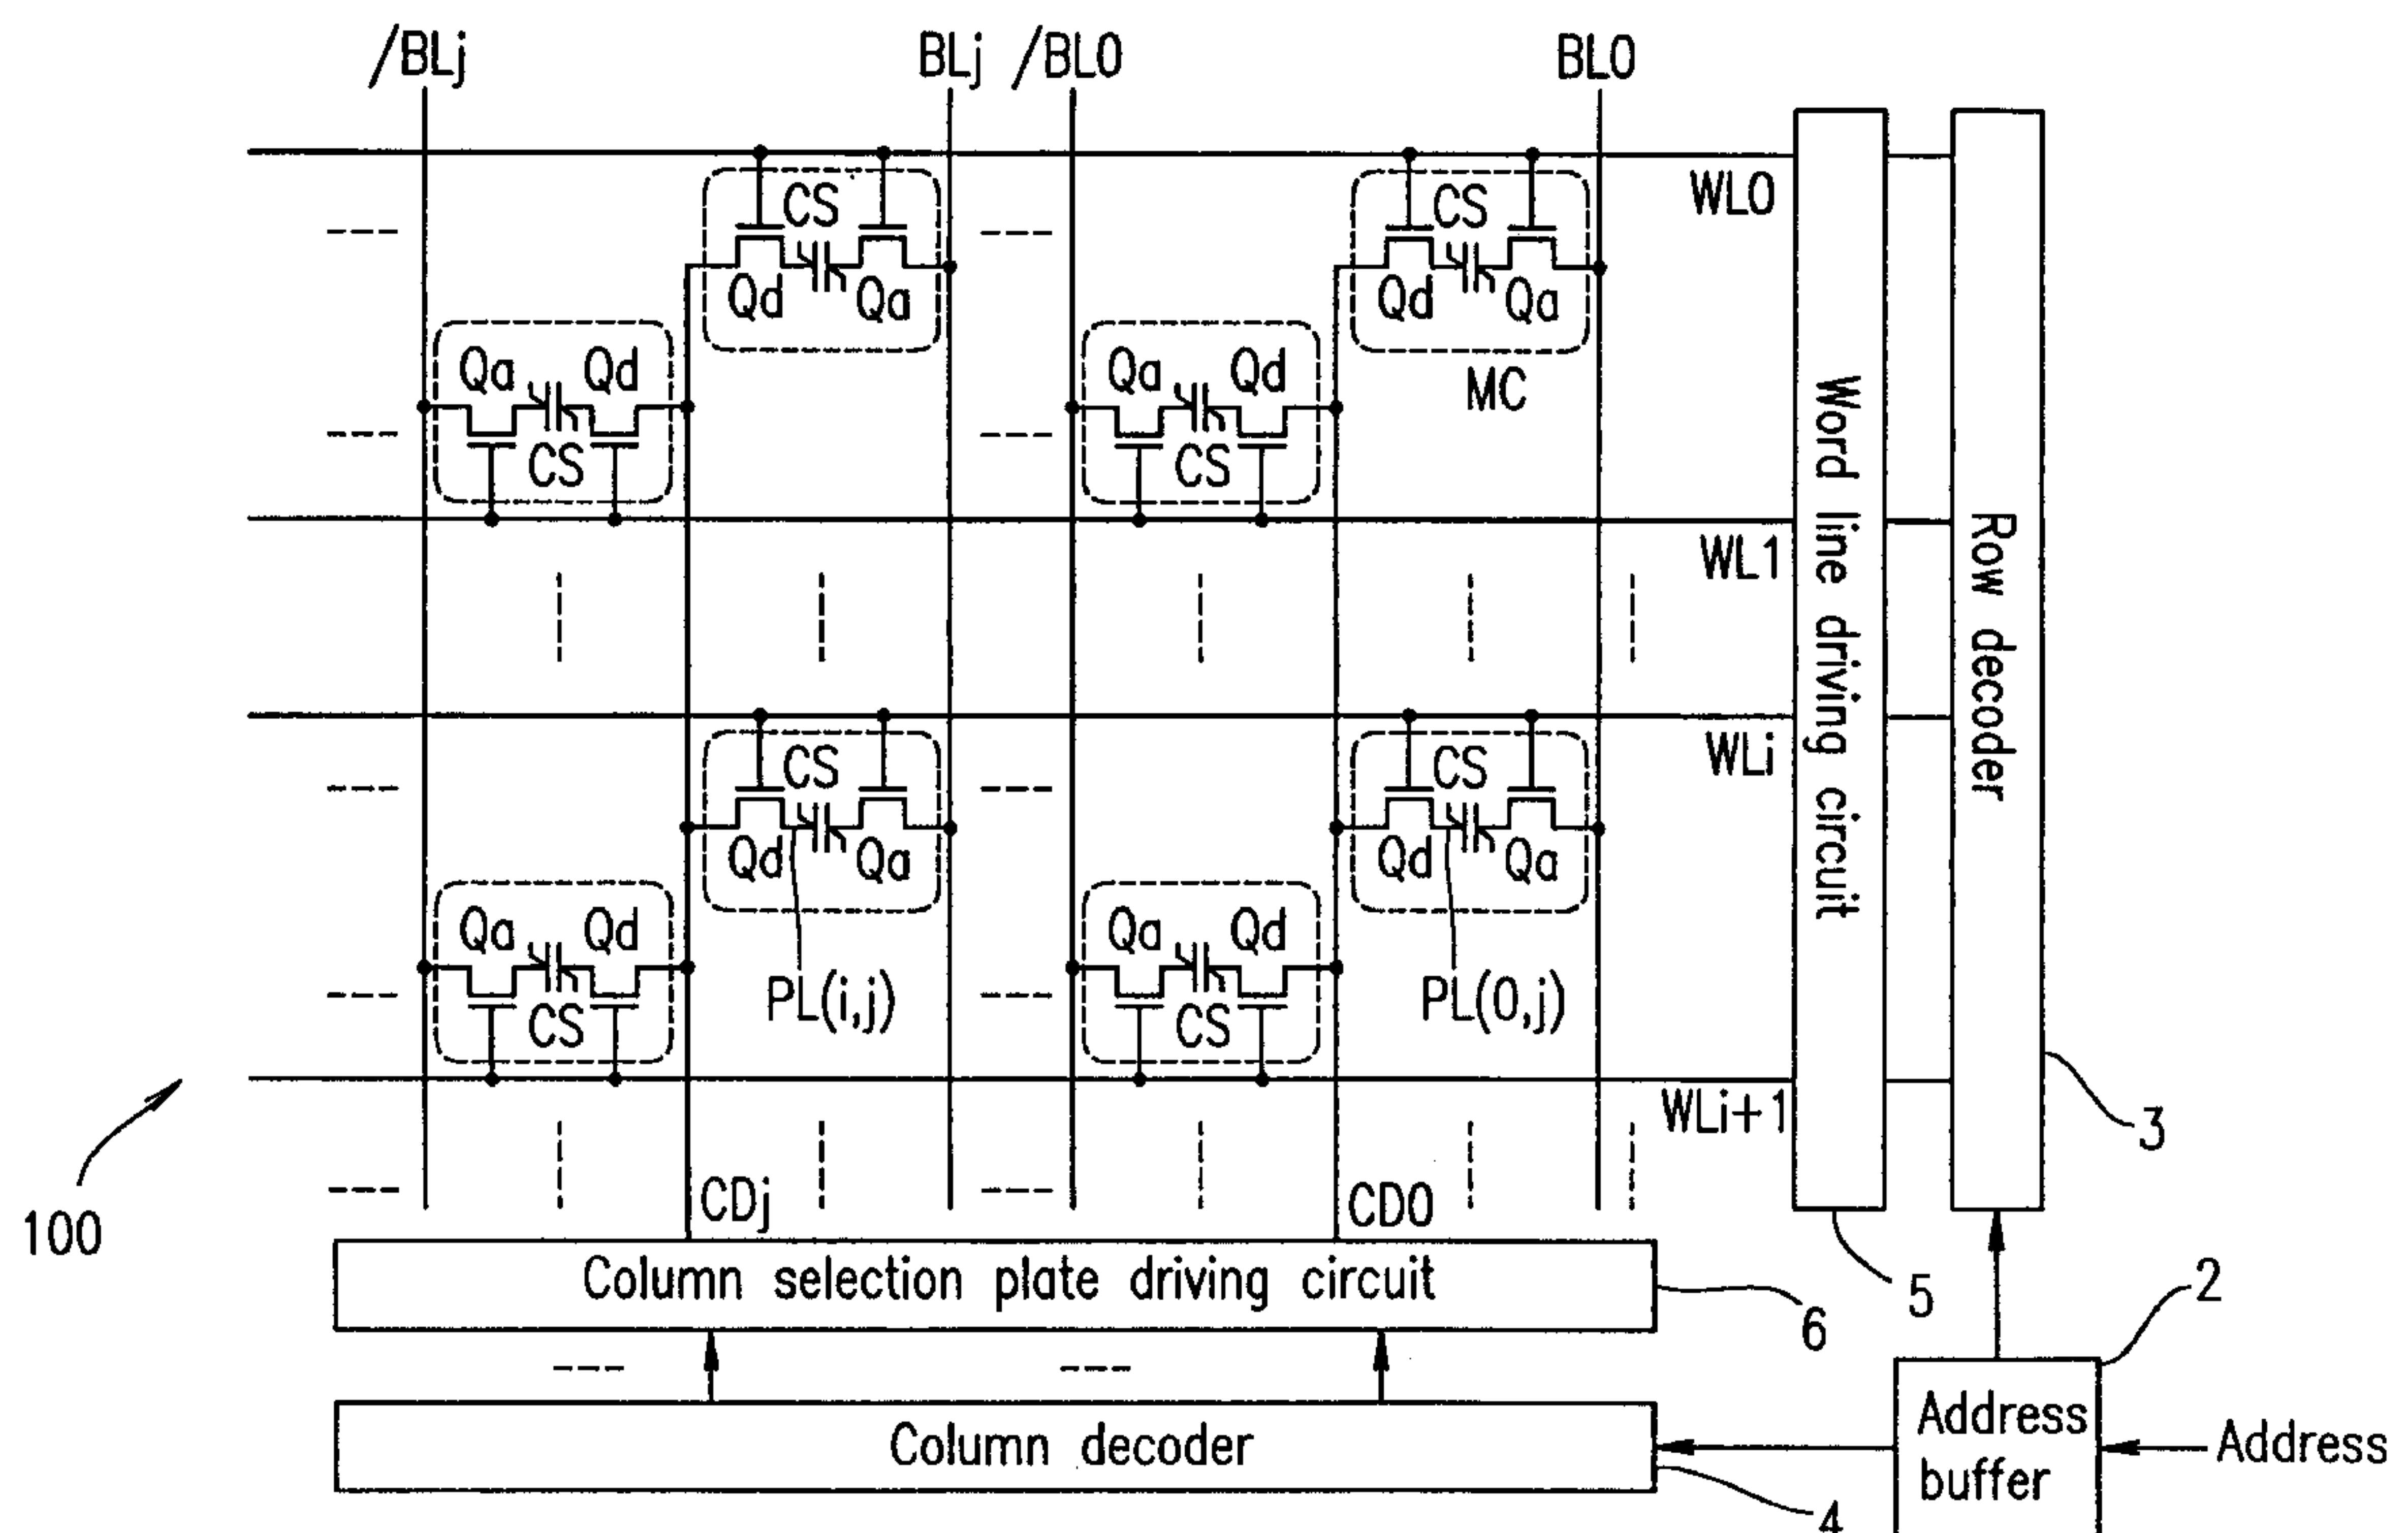 /BLj
BLj
/BL0
BL0
CS
CS
WL0
Qd
Qa
Qd
Qa
Qa
Qd
Qa
Qd
MC
CS
CS
WL1
Word line driving circuit
Row decoder
CS
CS
WLi
Qd
Qa
Qd
Qa
Qa
Qd
Qa
Qd
PL(i,j)
PL(0,j)
CS
CS
WLi+1
3
CDj
CD0
100
Column selection plate driving circuit
6
5
2
Column decoder
Address
buffer
Address
4